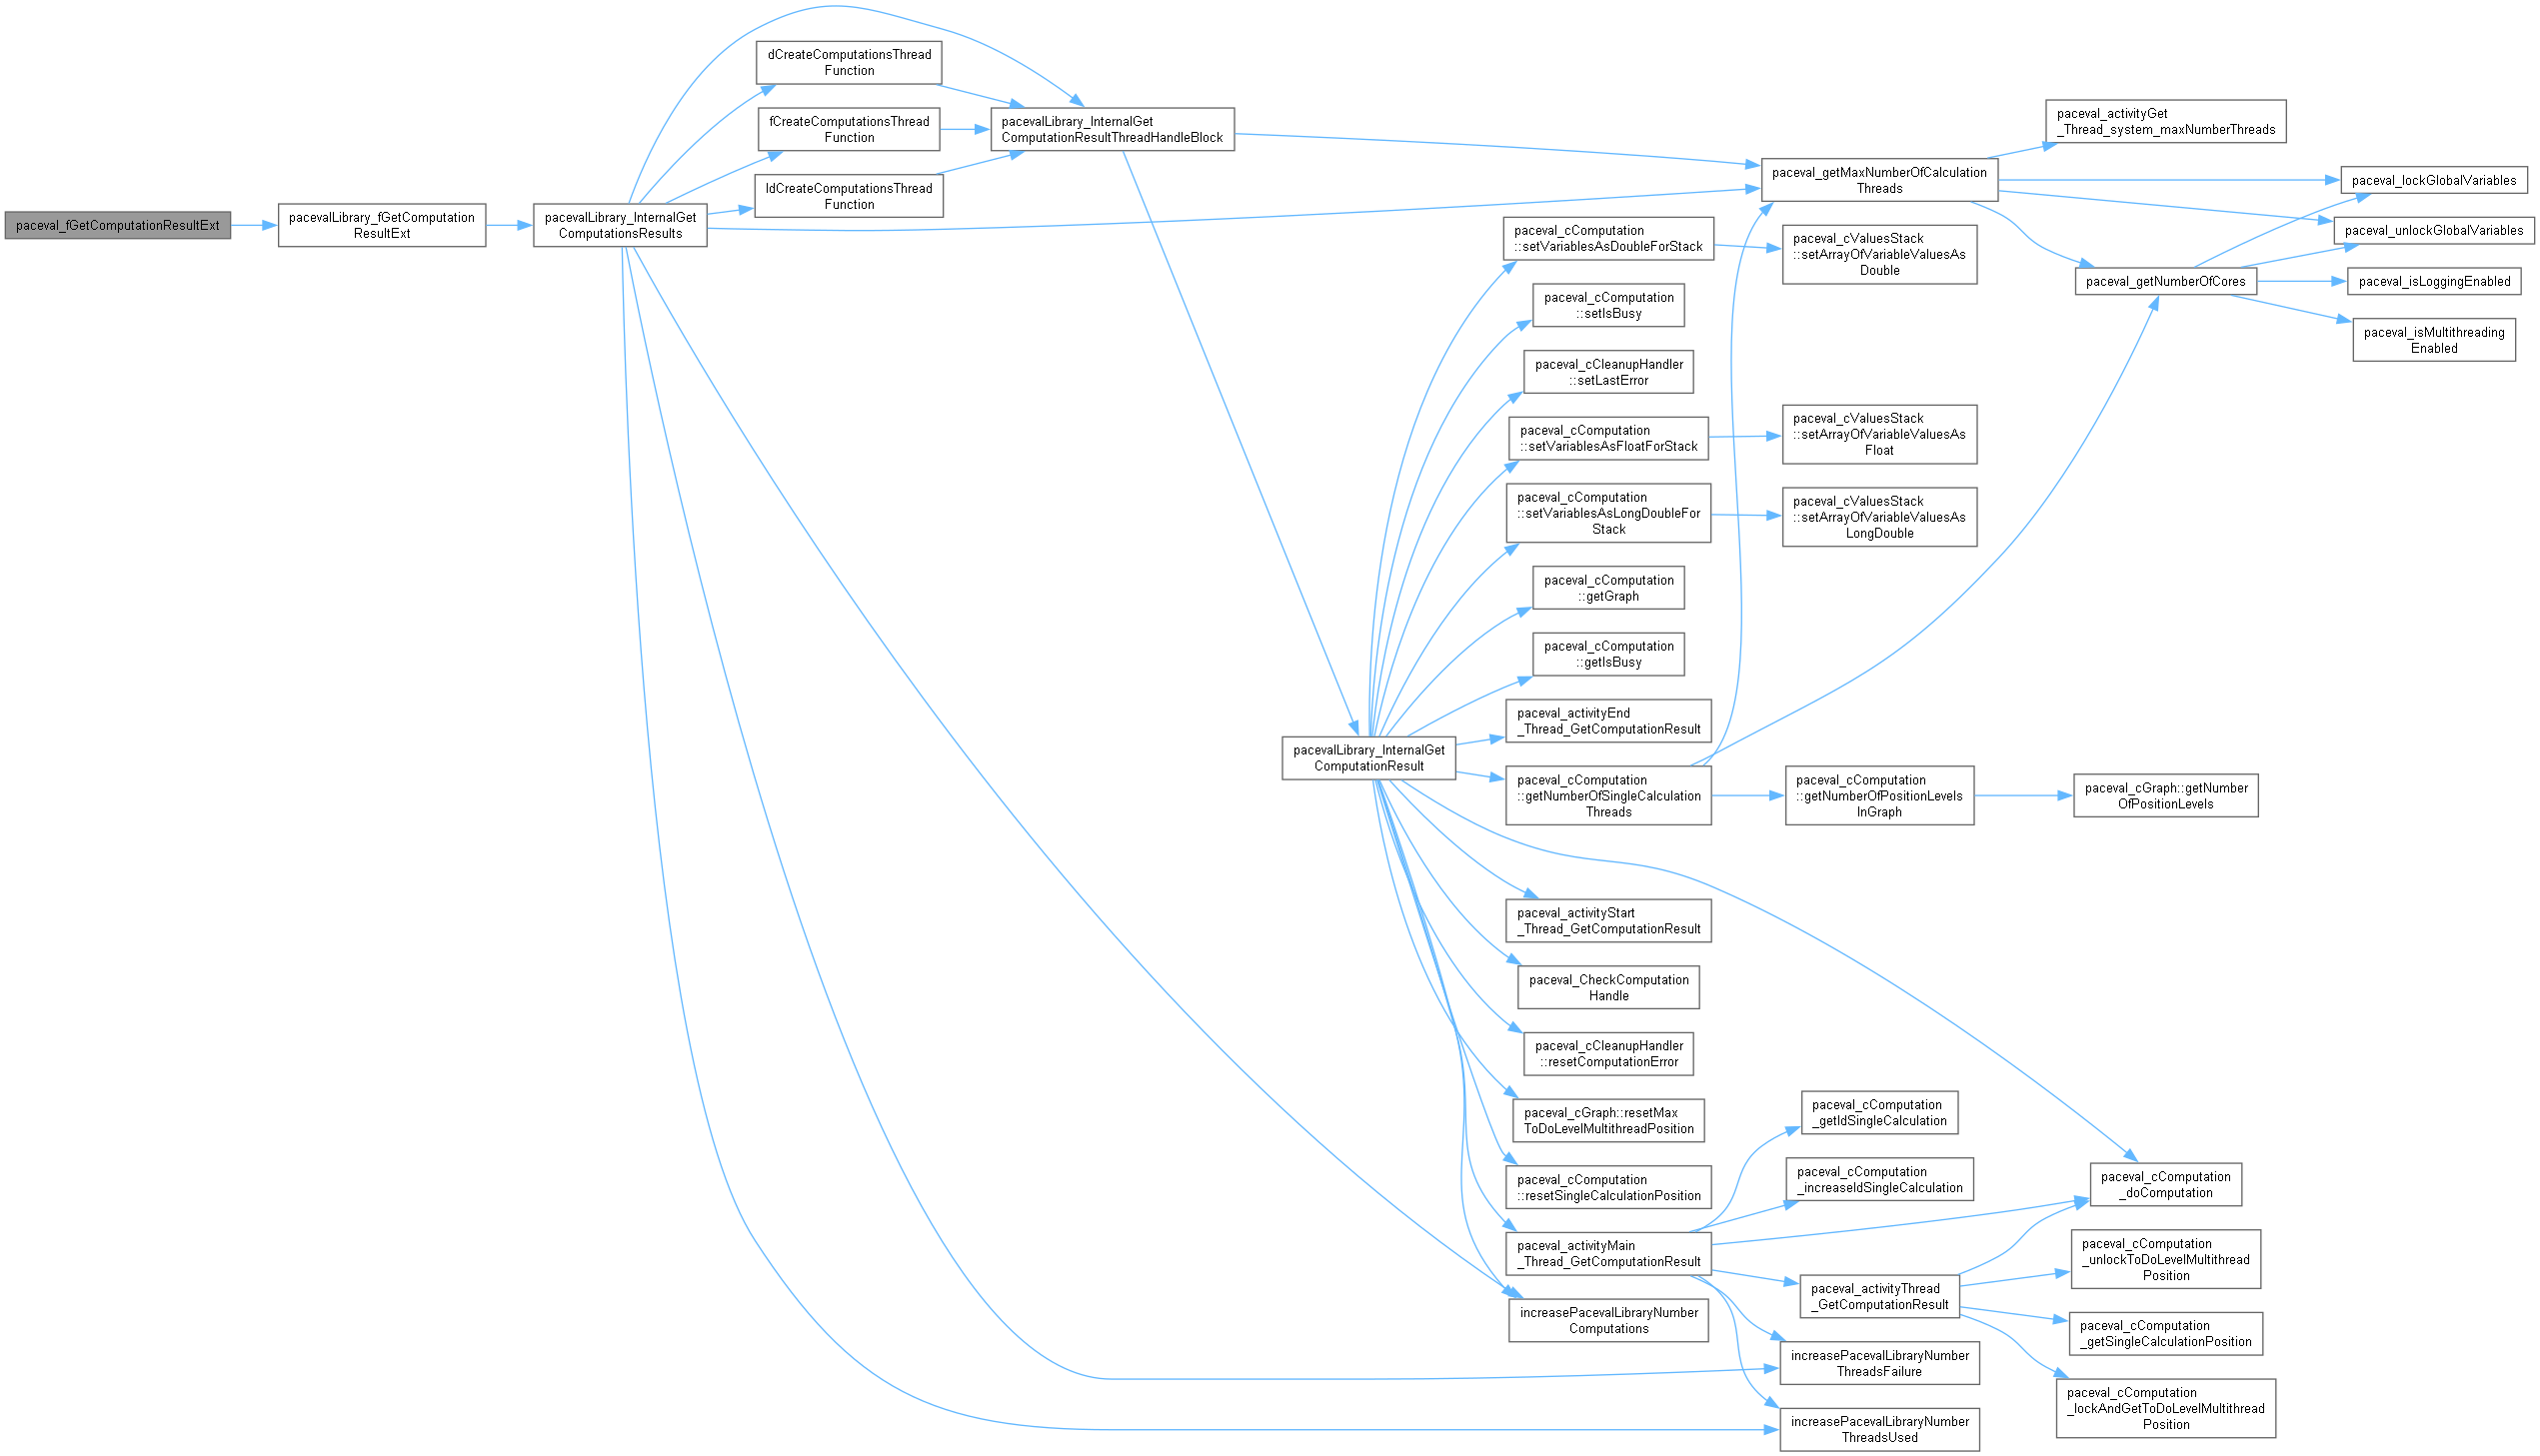 paceval_fGetComputationResultExt
pacevalLibrary_fGetComputation
ResultExt
pacevalLibrary_InternalGet
ComputationsResults
dCreateComputationsThread
Function
fCreateComputationsThread
Function
ldCreateComputationsThread
Function
pacevalLibrary_InternalGet
ComputationResultThreadHandleBlock
pacevalLibrary_InternalGet
ComputationResult
paceval_cComputation
::setVariablesAsDoubleForStack
paceval_cComputation
::setIsBusy
paceval_cCleanupHandler
::setLastError
paceval_cComputation
::setVariablesAsFloatForStack
paceval_cComputation
::setVariablesAsLongDoubleFor
Stack
paceval_cComputation
::getGraph
paceval_cComputation
::getIsBusy
paceval_activityEnd
_Thread_GetComputationResult
paceval_cComputation
::getNumberOfSingleCalculation
Threads
paceval_activityStart
_Thread_GetComputationResult
paceval_CheckComputation
Handle
paceval_cCleanupHandler
::resetComputationError
paceval_cGraph::resetMax
ToDoLevelMultithreadPosition
paceval_cComputation
::resetSingleCalculationPosition
paceval_activityMain
_Thread_GetComputationResult
increasePacevalLibraryNumber
Computations
paceval_getMaxNumberOfCalculation
Threads
paceval_cValuesStack
::setArrayOfVariableValuesAs
Double
paceval_cValuesStack
::setArrayOfVariableValuesAs
Float
paceval_cValuesStack
::setArrayOfVariableValuesAs
LongDouble
paceval_cComputation
::getNumberOfPositionLevels
InGraph
paceval_cComputation
_getIdSingleCalculation
paceval_cComputation
_increaseIdSingleCalculation
paceval_activityThread
_GetComputationResult
increasePacevalLibraryNumber
ThreadsFailure
increasePacevalLibraryNumber
ThreadsUsed
paceval_activityGet
_Thread_system_maxNumberThreads
paceval_getNumberOfCores
paceval_cGraph::getNumber
OfPositionLevels
paceval_cComputation
_doComputation
paceval_cComputation
_unlockToDoLevelMultithread
Position
paceval_cComputation
_getSingleCalculationPosition
paceval_cComputation
_lockAndGetToDoLevelMultithread
Position
paceval_lockGlobalVariables
paceval_unlockGlobalVariables
paceval_isLoggingEnabled
paceval_isMultithreading
Enabled